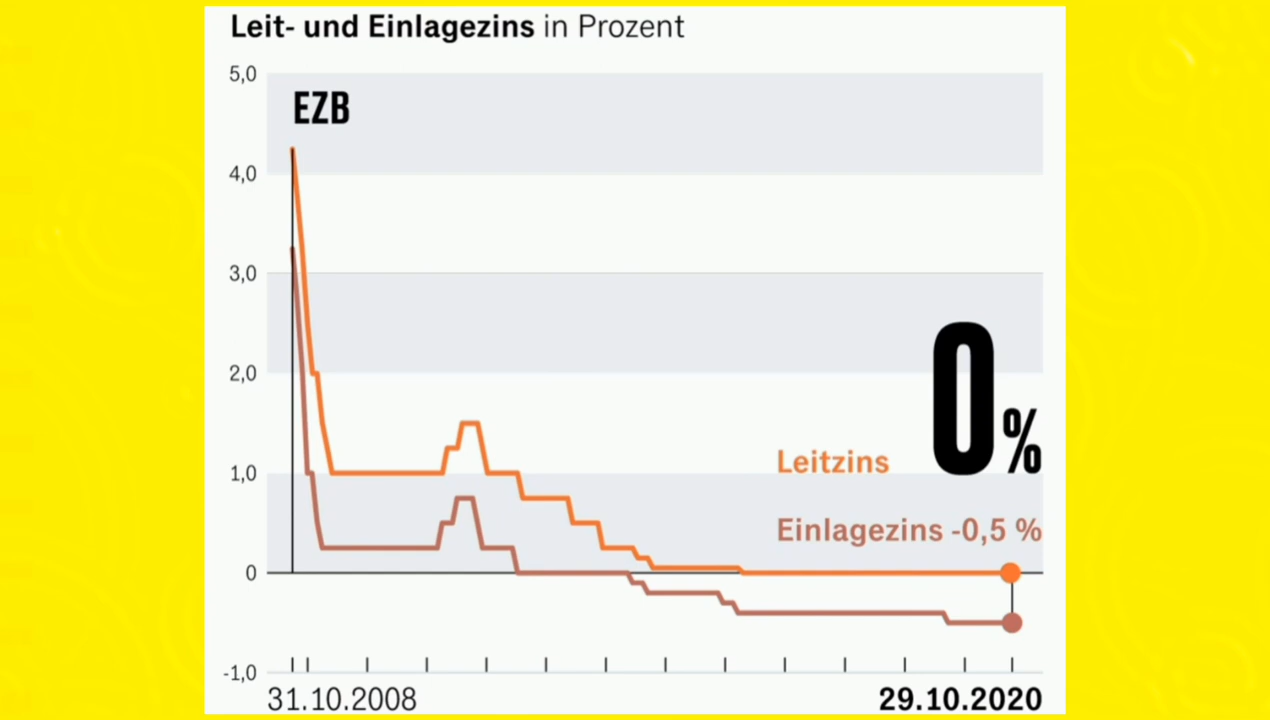 Leit- und Einlagezins in Prozent
5,0
EZB
4,0
3,0
2,0
0%
Leitzins
1,0
Einlagezins -0,5 %
0
-1,0
31.10.2008
29.10.2020